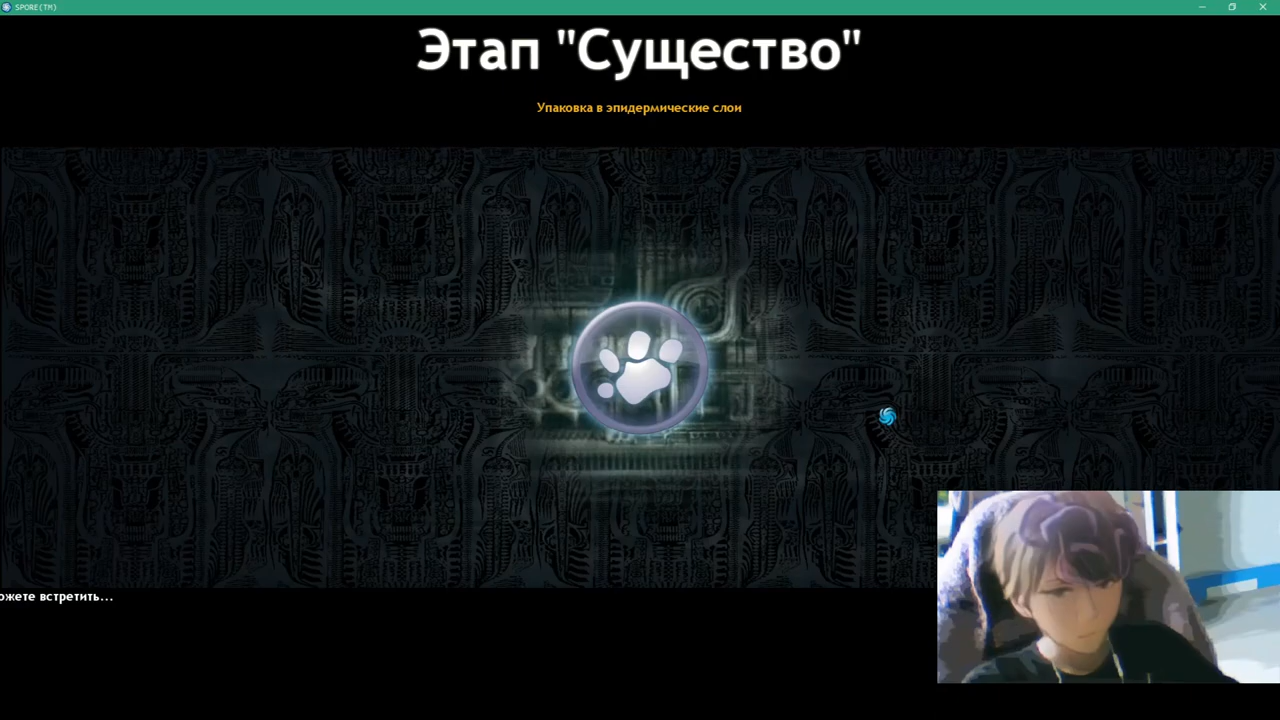 SPORE(TM)
Этап "Существо"
Упаковка в эпидермические слои
ожете встретить...